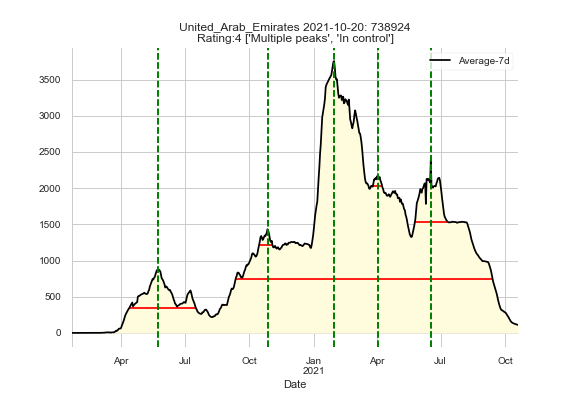 United_Arab_Emirates 2021-10-20: 738924
Rating:4 ['Multiple peaks', 'In control']
Average-7d
3500
3000
2500
2000
1500
1000
500
0
Apr Jul Oct Jan Apr Jul Oct
2021
Date